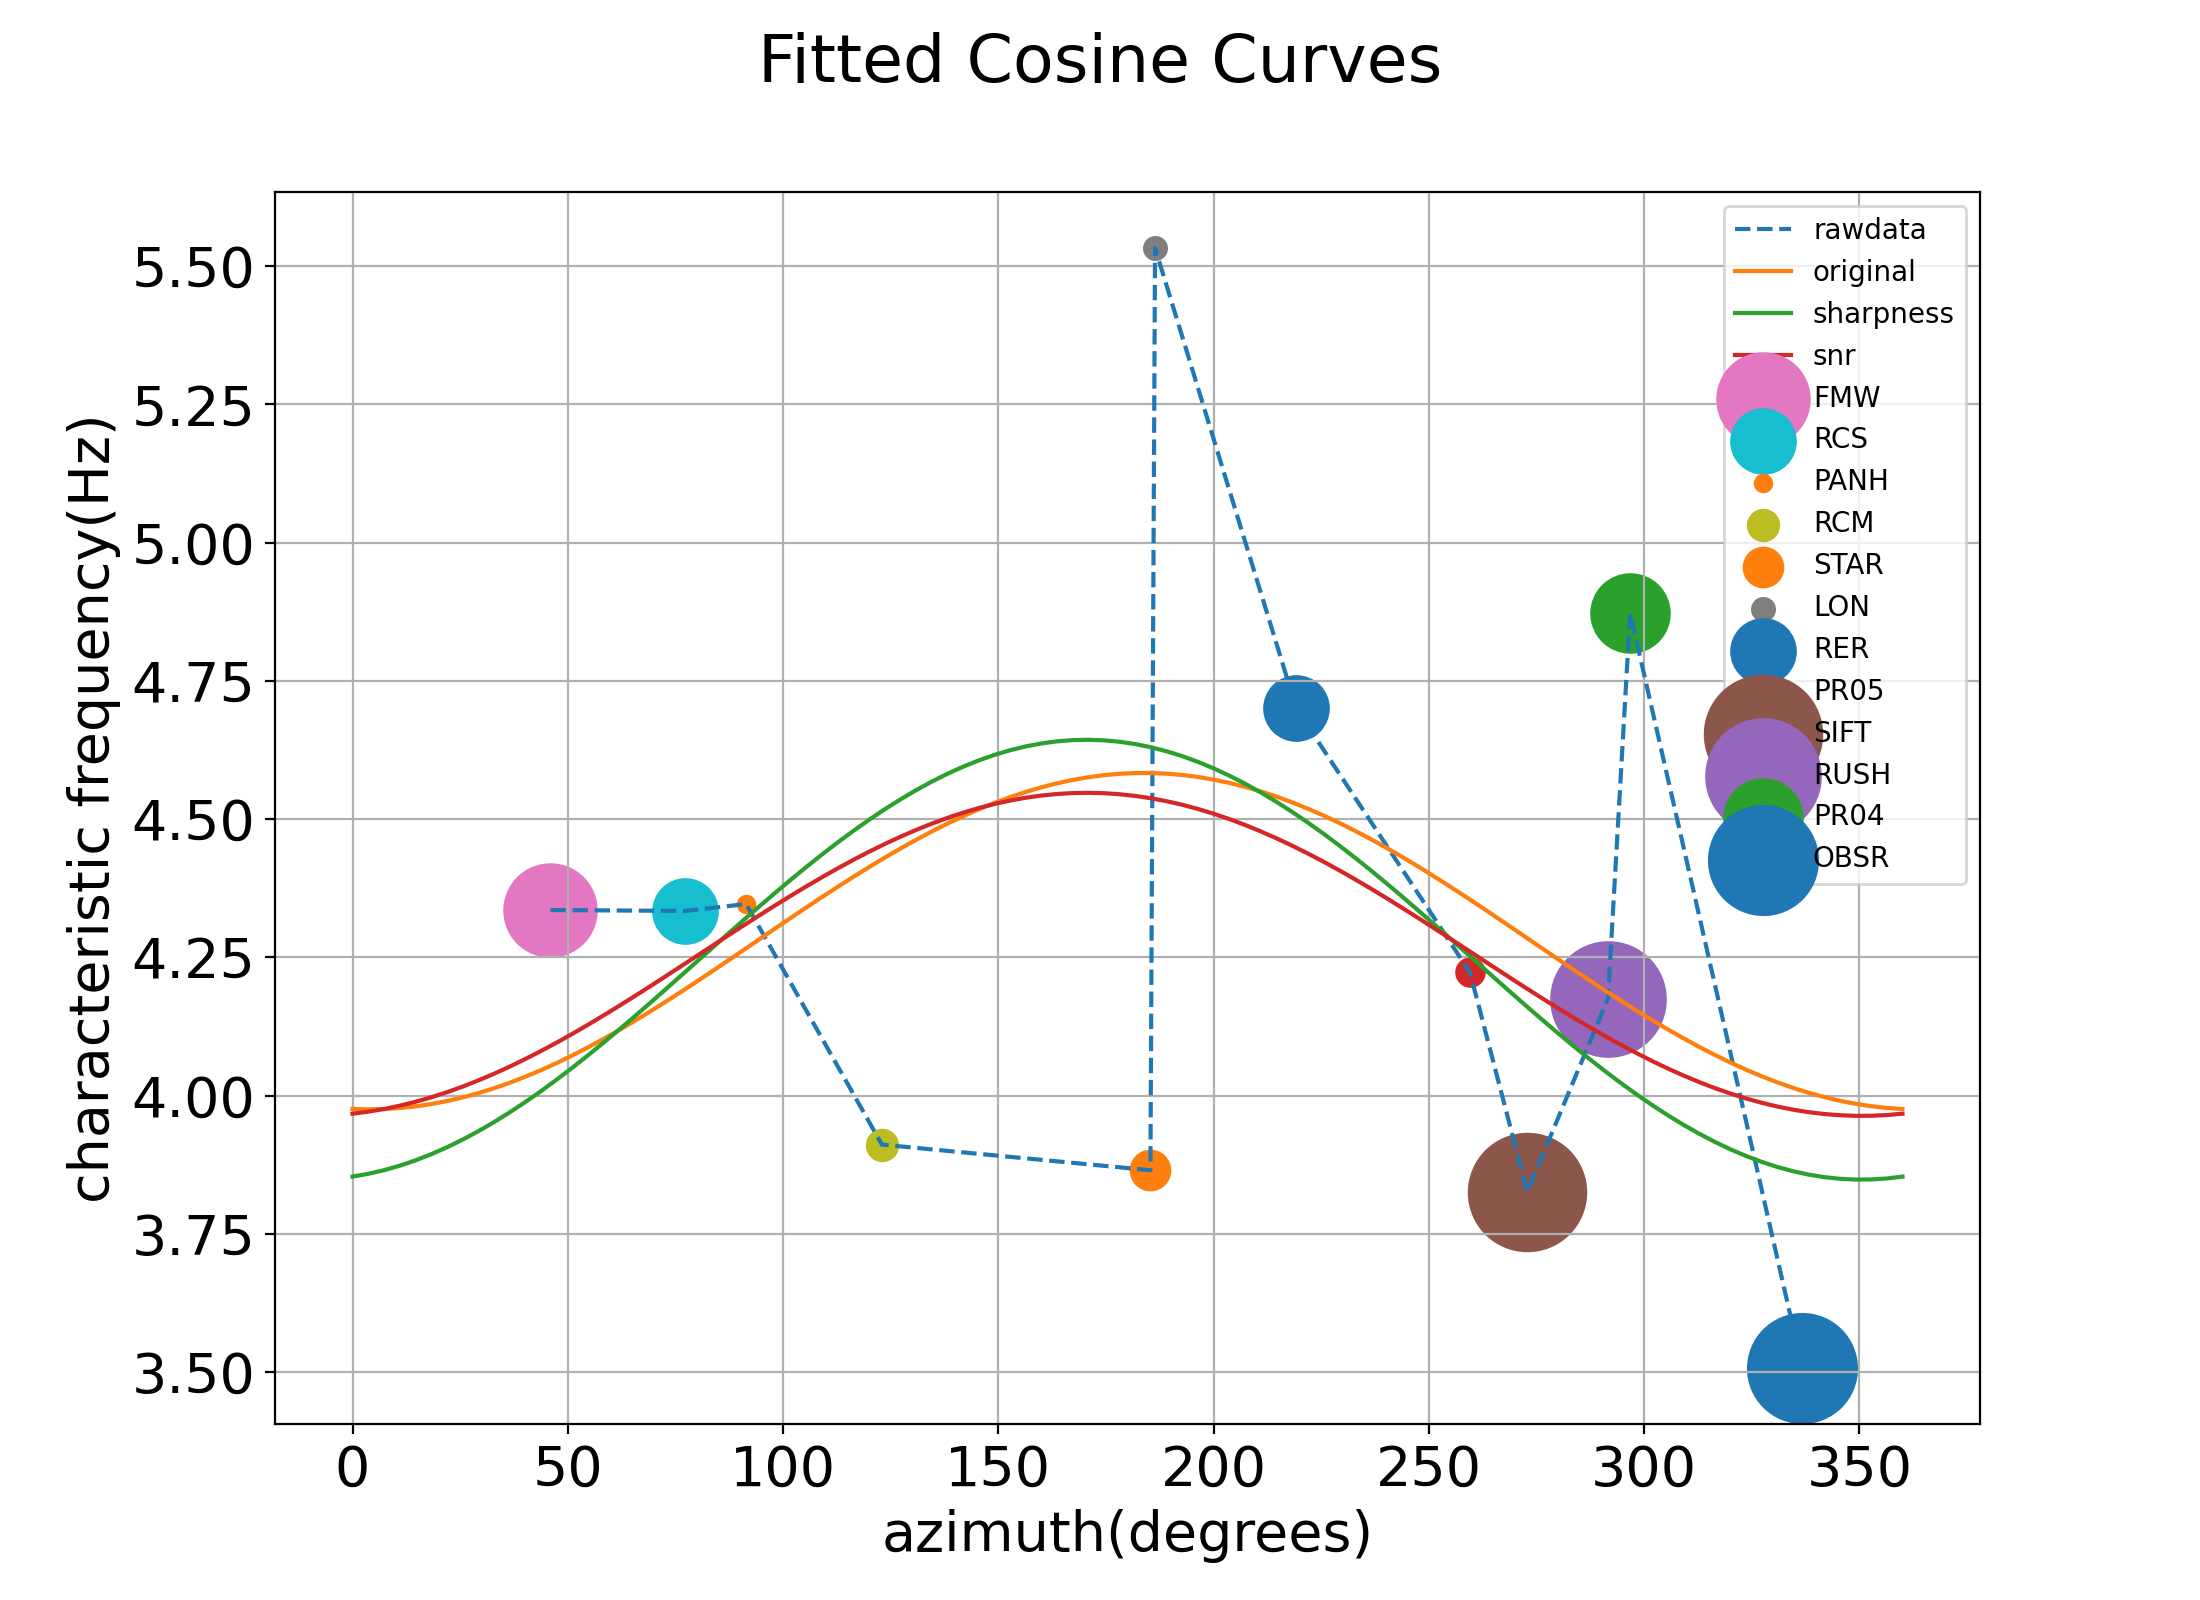 Fitted Cosine Curves
characteristic frequency(Hz)
5.50
5.25
5.00
4.75
4.50
4.25
4.00
3.75
3.50
rawdata
original
sharpness
snr
FMW
RCS
PANH
RCM
STAR
LON
RER
PR05
SIFT
RUSH
PR04
OBSR
0 50 100 150 200 250 300 350
azimuth(degrees)